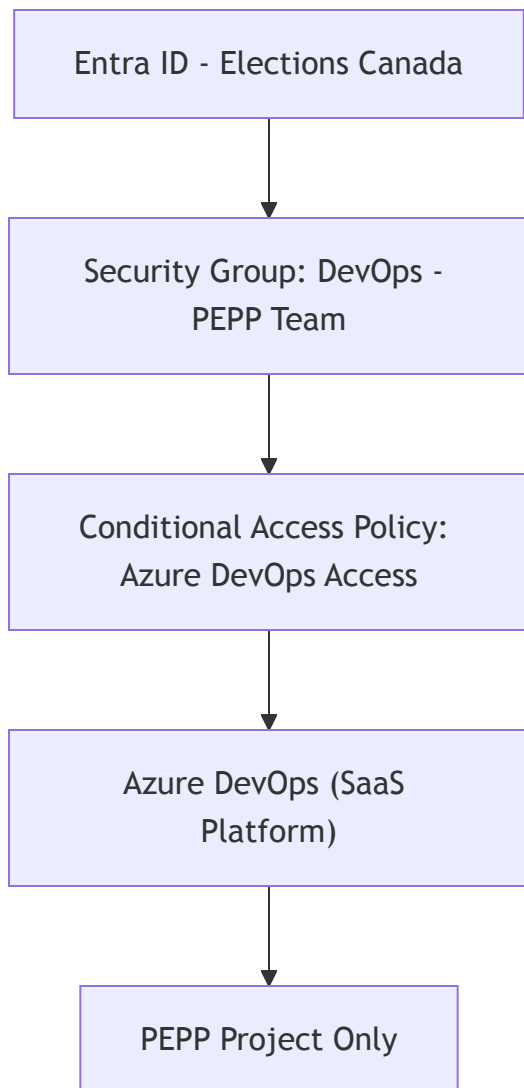 Entra ID - Elections Canada
Security Group: DevOps -
PEPP Team
Conditional Access Policy:
Azure DevOps Access
Azure DevOps (SaaS
Platform)
PEPP Project Only